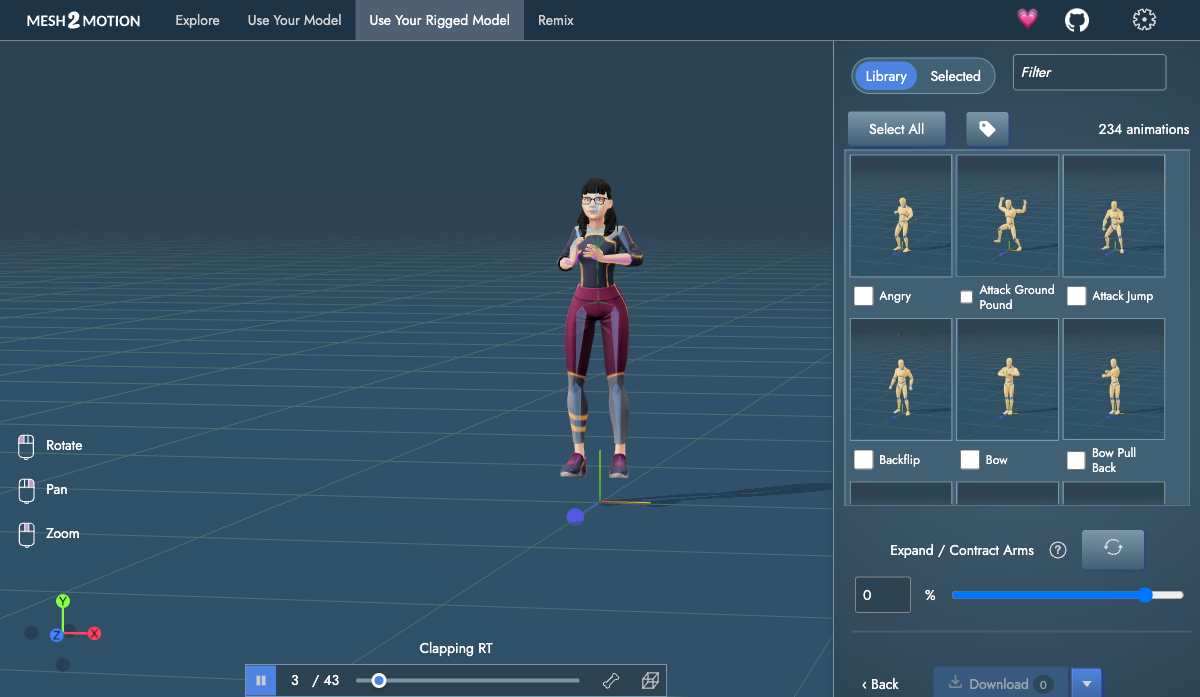 MESH2MOTION
Explore
Use Your Model
Use Your Rigged Model
Remix
Library
Selected
Filter
Select All
234 animations
Angry
Attack Ground
Pound
Attack Jump
Backflip
Bow
Bow Pull
Back
Rotate
Pan
Zoom
Expand / Contract Arms
?
0
%
Y
Z
X
Clapping RT
3 / 43
‹ Back
Download 0